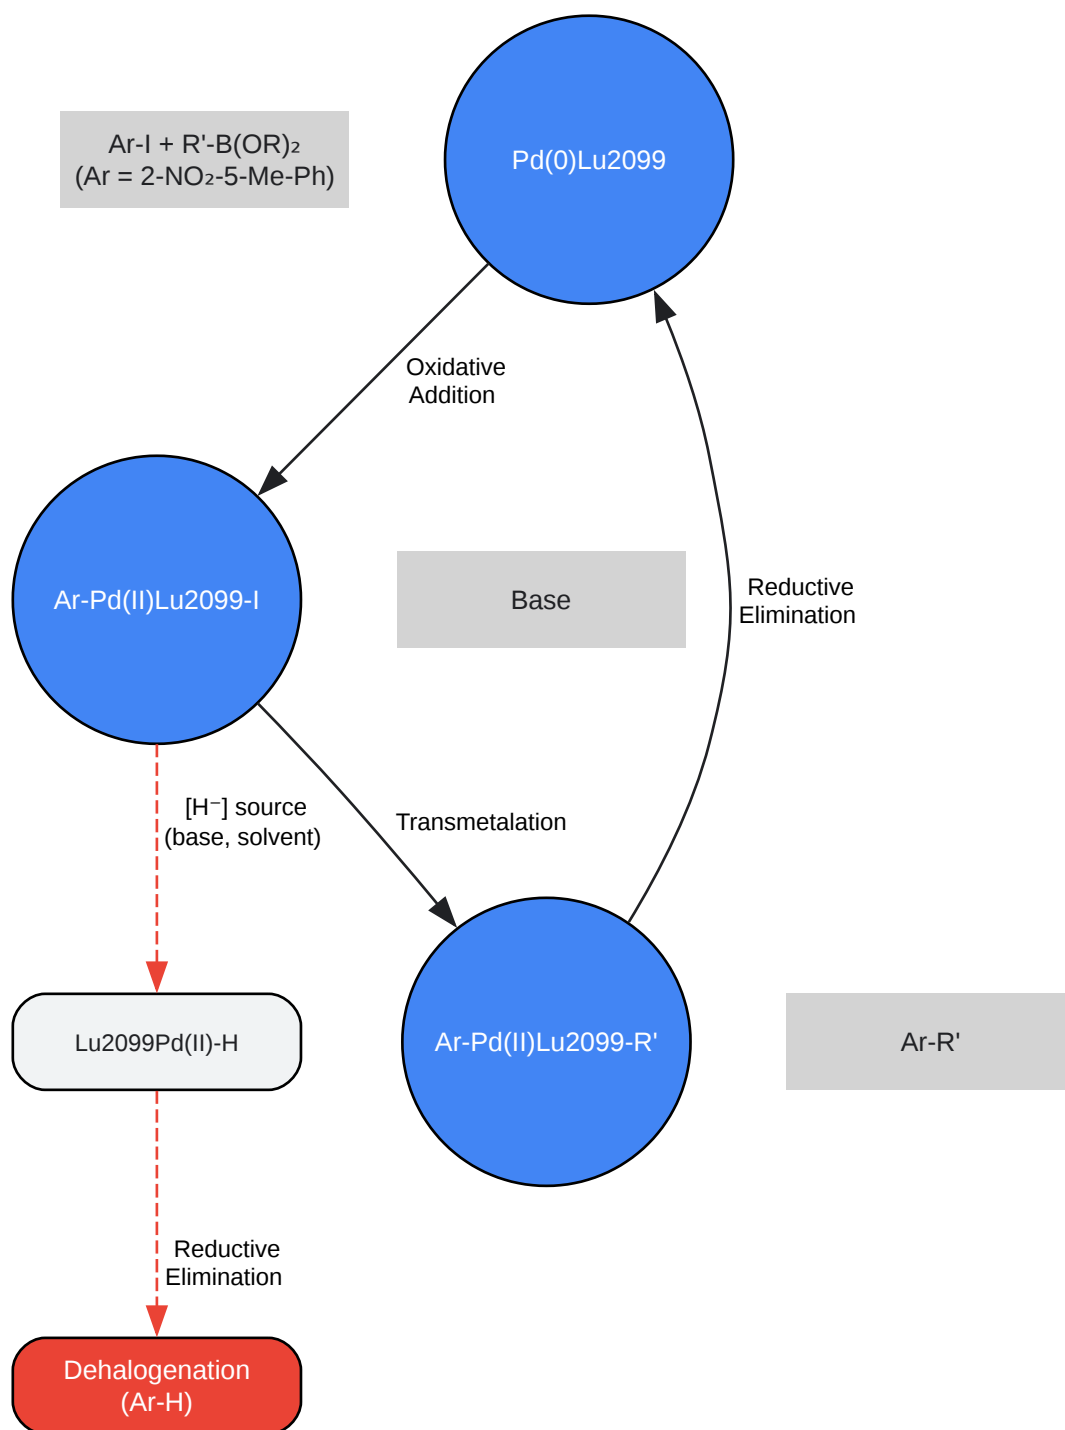 Ar-I + R'-B(OR)₂
(Ar = 2-NO₂-5-Me-Ph)
Pd(0)Lu2099
Oxidative
Addition
Ar-Pd(II)Lu2099-I
Base
Reductive
Elimination
[H⁻] source
(base, solvent)
Transmetalation
Lu2099Pd(II)-H
Ar-Pd(II)Lu2099-R'
Ar-R'
Reductive
Elimination
Dehalogenation
(Ar-H)